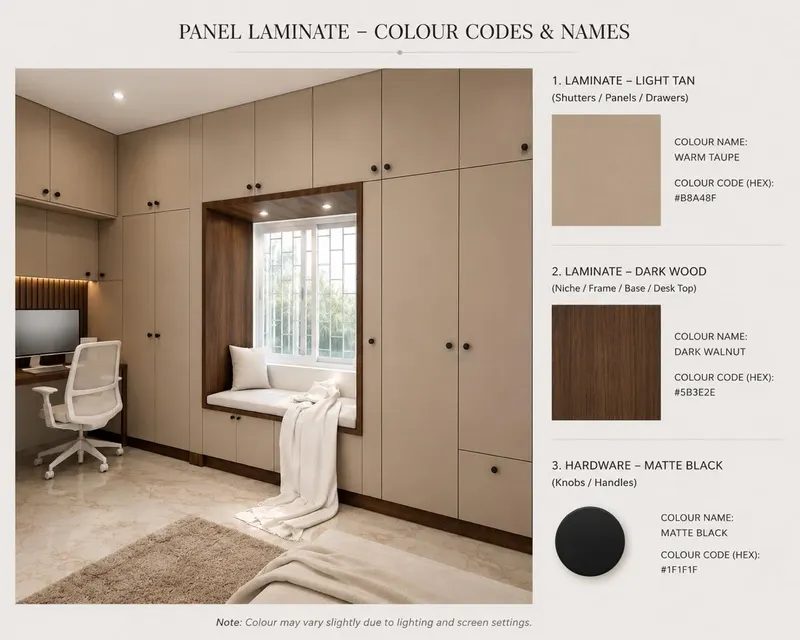 PANEL LAMINATE – COLOUR CODES & NAMES
1. LAMINATE – LIGHT TAN
(Shutters / Panels / Drawers)
COLOUR NAME:
WARM TAUPE
COLOUR CODE (HEX):
#B8A48F
2. LAMINATE – DARK WOOD
(Niche / Frame / Base / Desk Top)
COLOUR NAME:
DARK WALNUT
COLOUR CODE (HEX):
#5B3E2E
3. HARDWARE – MATTE BLACK
(Knobs / Handles)
COLOUR NAME:
MATTE BLACK
COLOUR CODE (HEX):
#1F1F1F
Note: Colour may vary slightly due to lighting and screen settings.